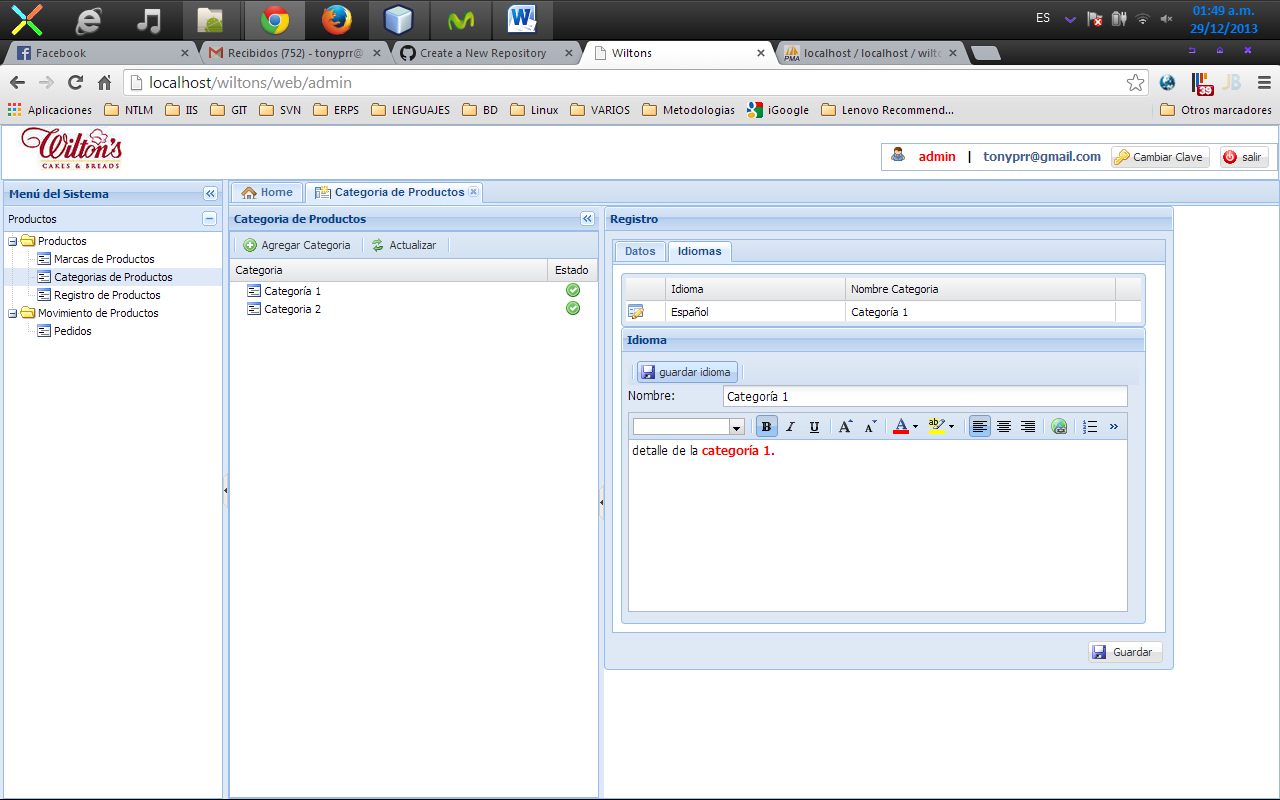 ES
01:49 a.m.
29/12/2013
Facebook
Recibidos (752) - tonyprr@
Create a New Repository
Wiltons
localhost / localhost / wilto
localhost/wiltons/web/admin
39
JB
Aplicaciones NTLM IIS GIT SVN ERPS LENGUAJES BD Linux VARIOS Metodologias iGoogle Lenovo Recommend... Otros marcadores
Wilton's
CAKES & BREADS
admin | tonyprr@gmail.com Cambiar Clave salir
Menú del Sistema
Productos
Productos
Marcas de Productos
Categorias de Productos
Registro de Productos
Movimiento de Productos
Pedidos
Home Categoria de Productos
Categoria de Productos
Agregar Categoria Actualizar
Categoria Estado
Categoría 1
Categoria 2
Registro
Datos Idiomas
Idioma Nombre Categoria
Español Categoría 1
Idioma
guardar idioma
Nombre: Categoría 1
B I U A A A ab
detalle de la categoría 1.
Guardar